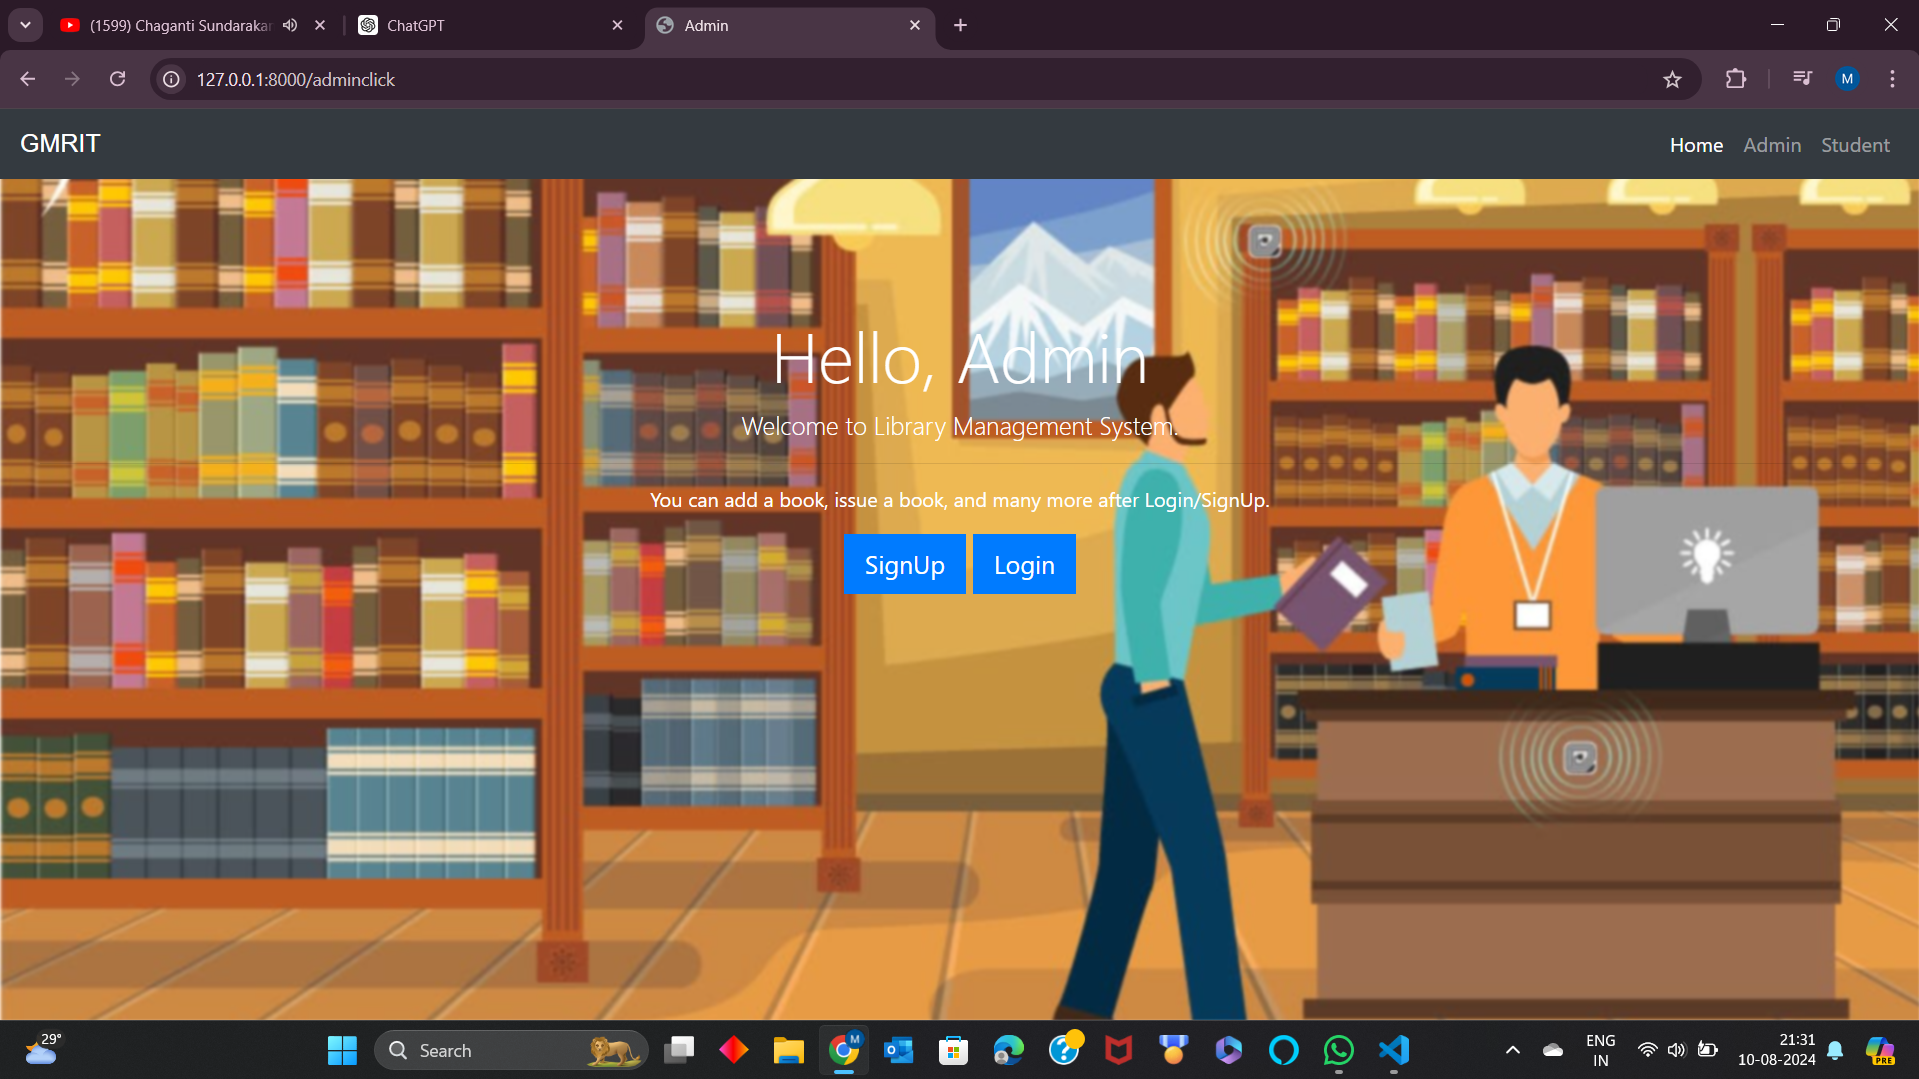 (1599) Chaganti Sundarakan
ChatGPT
Admin
127.0.0.1:8000/adminclick
M
GMRIT
Home Admin Student
Hello, Admin
Welcome to Library Management System.
You can add a book, issue a book, and many more after Login/SignUp.
SignUp Login
29°
Search
M
ENG
IN
21:31
10-08-2024
PRE